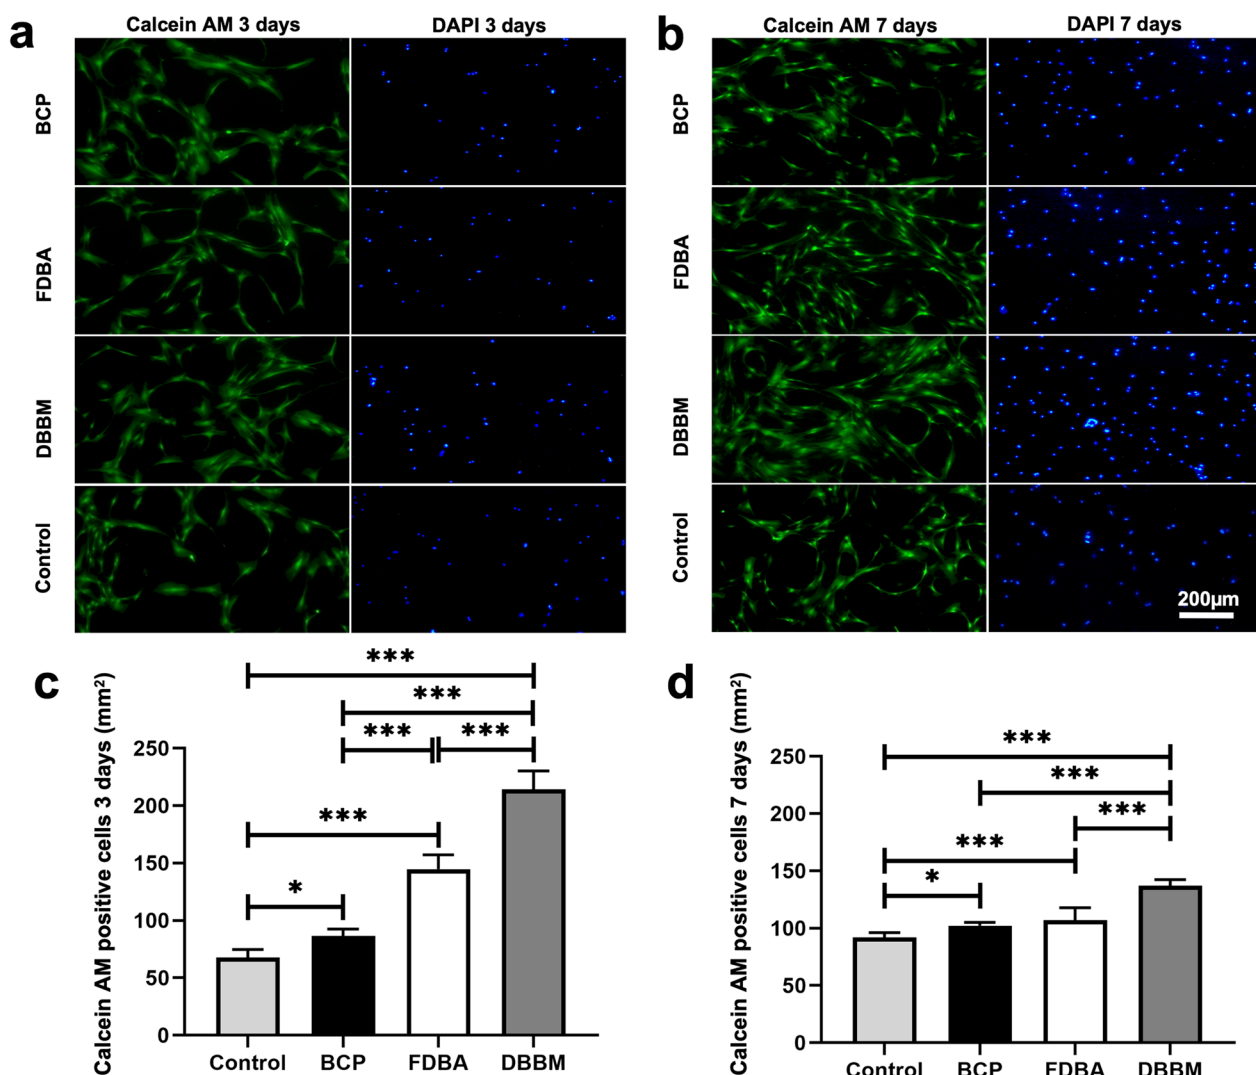 a
Calcein AM 3 days
DAPI 3 days
BCP
FDBA
DBBM
Control
b
Calcein AM 7 days
DAPI 7 days
BCP
FDBA
DBBM
Control
200µm
c
Calcein AM positive cells 3 days (mm²)
***
***
***
***
***
*
250
200
150
100
50
0
Control
BCP
FDBA
DBBM
d
Calcein AM positive cells 7 days (mm²)
***
***
***
***
*
250
200
150
100
50
0
Control
BCP
FDBA
DBBM